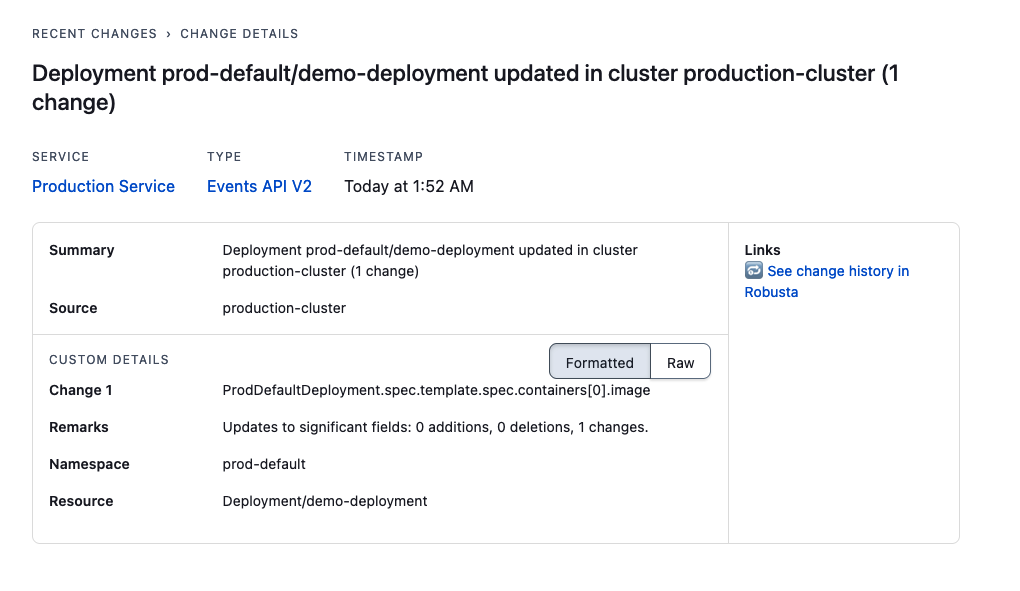 RECENT CHANGES › CHANGE DETAILS
Deployment prod-default/demo-deployment updated in cluster production-cluster (1
change)
SERVICE TYPE TIMESTAMP
Production Service Events API V2 Today at 1:52 AM
Summary Deployment prod-default/demo-deployment updated in cluster
production-cluster (1 change)
Source production-cluster
Links
See change history in
Robusta
CUSTOM DETAILS Formatted Raw
Change 1 ProdDefaultDeployment.spec.template.spec.containers[0].image
Remarks Updates to significant fields: 0 additions, 0 deletions, 1 changes.
Namespace prod-default
Resource Deployment/demo-deployment